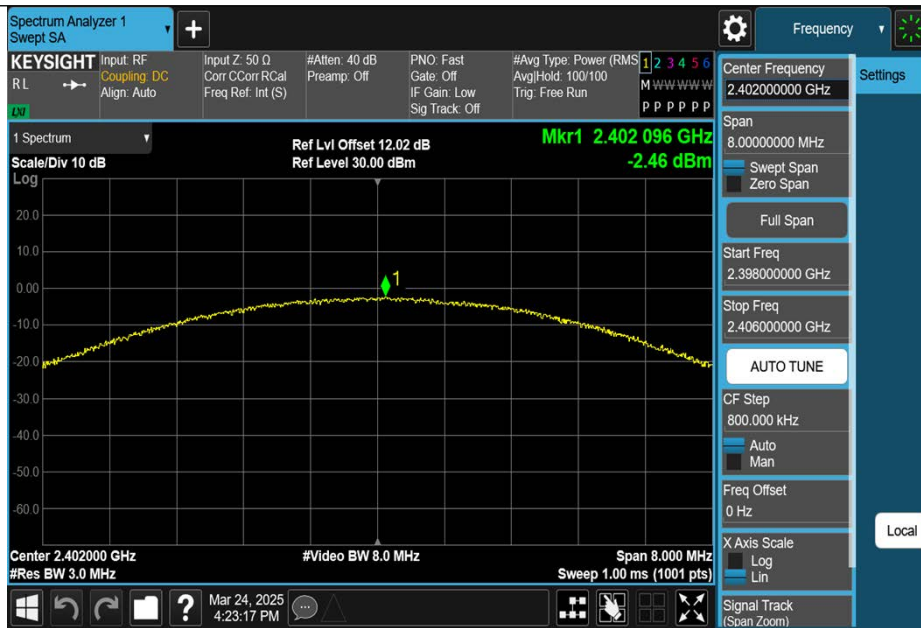 Spectrum Analyzer 1
Swept SA
+
Frequency
KEYSIGHT
R L
LXI
Input: RF
Coupling: DC
Align: Auto
Input Z: 50 Ω
Corr CCorr RCal
Freq Ref: Int (S)
#Atten: 40 dB
Preamp: Off
PNO: Fast
Gate: Off
IF Gain: Low
Sig Track: Off
#Avg Type: Power (RMS
Avg|Hold: 100/100
Trig: Free Run
1 2 3 4 5 6
M W W W W W
P P P P P P
1 Spectrum
Scale/Div 10 dB
Log
Ref Lvl Offset 12.02 dB
Ref Level 30.00 dBm
Mkr1 2.402 096 GHz
-2.46 dBm
20.0
10.0
0.00
-10.0
-20.0
-30.0
-40.0
-50.0
-60.0
1
Center 2.402000 GHz
#Res BW 3.0 MHz
#Video BW 8.0 MHz
Span 8.000 MHz
Sweep 1.00 ms (1001 pts)
Center Frequency
2.402000000 GHz
Span
8.00000000 MHz
Swept Span
Zero Span
Full Span
Start Freq
2.398000000 GHz
Stop Freq
2.406000000 GHz
AUTO TUNE
CF Step
800.000 kHz
Auto
Man
Freq Offset
0 Hz
X Axis Scale
Log
Lin
Signal Track
(Span Zoom)
Settings
Local
?
Mar 24, 2025
4:23:17 PM